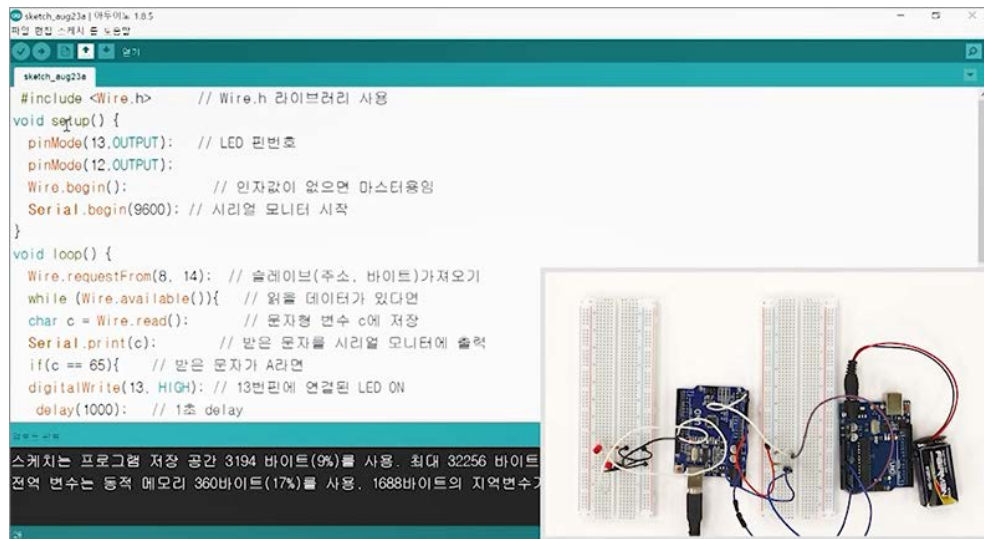 sketch_aug23a | 아두이노 1.8.5
파일 편집 스케치 툴 도움말
열기
sketch_aug23a
#include <Wire.h> // Wire.h 라이브러리 사용
void setup() {
pinMode(13,OUTPUT); // LED 핀번호
pinMode(12,OUTPUT);
Wire.begin(); // 인자값이 없으면 마스터용임
Serial.begin(9600); // 시리얼 모니터 시작
}
void loop() {
Wire.requestFrom(8, 14); // 슬레이브(주소, 바이트)가져오기
while (Wire.available()){ // 읽을 데이터가 있다면
char c = Wire.read(); // 문자형 변수 c에 저장
Serial.print(c); // 받은 문자를 시리얼 모니터에 출력
if(c == 65){ // 받은 문자가 A라면
digitalWrite(13, HIGH); // 13번핀에 연결된 LED ON
delay(1000); // 1초 delay
스케치는 프로그램 저장 공간 3194 바이트(9%)를 사용. 최대 32256 바이트
전역 변수는 동적 메모리 360바이트(17%)를 사용, 1688바이트의 지역변수가